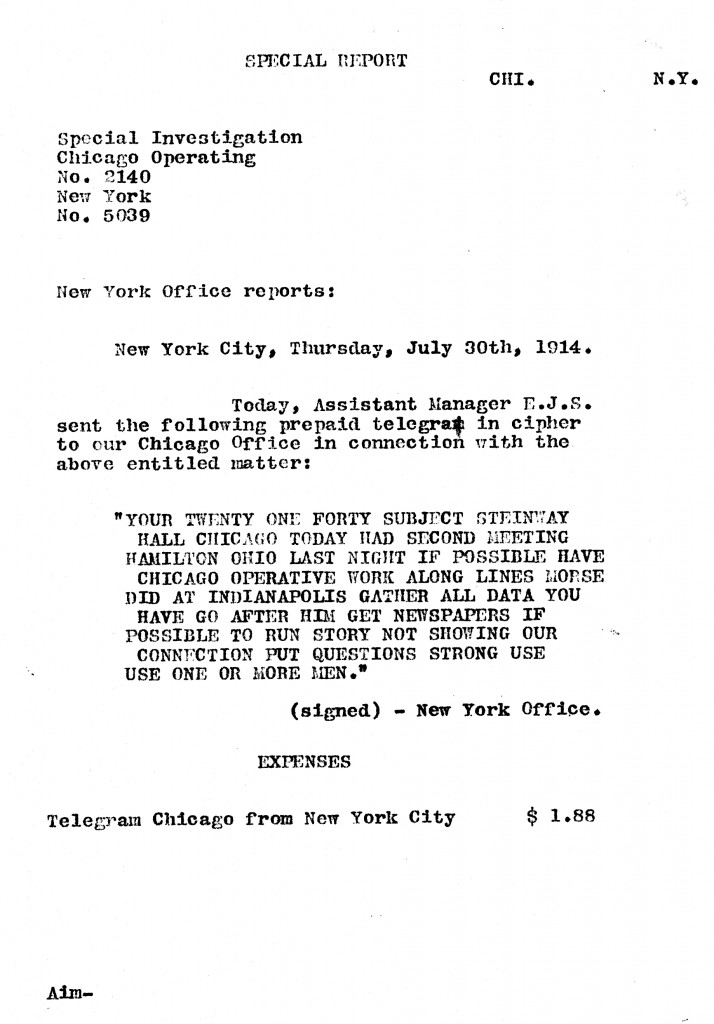 SPECIAL REPORT
CHI. N.Y.
Special Investigation
Chicago Operating
No. 2140
New York
No. 5039
New York Office reports:
New York City, Thursday, July 30th, 1914.
Today, Assistant Manager E.J.S.
sent the following prepaid telegram in cipher
to our Chicago Office in connection with the
above entitled matter:
"YOUR TWENTY ONE FORTY SUBJECT STEINWAY
HALL CHICAGO TODAY HAD SECOND MEETING
HAMILTON OHIO LAST NIGHT IF POSSIBLE HAVE
CHICAGO OPERATIVE WORK ALONG LINES MORSE
DID AT INDIANAPOLIS GATHER ALL DATA YOU
HAVE GO AFTER HIM GET NEWSPAPERS IF
POSSIBLE TO RUN STORY NOT SHOWING OUR
CONNECTION PUT QUESTIONS STRONG USE
USE ONE OR MORE MEN."
(signed) - New York Office.
EXPENSES
Telegram Chicago from New York City $ 1.88
Aim-